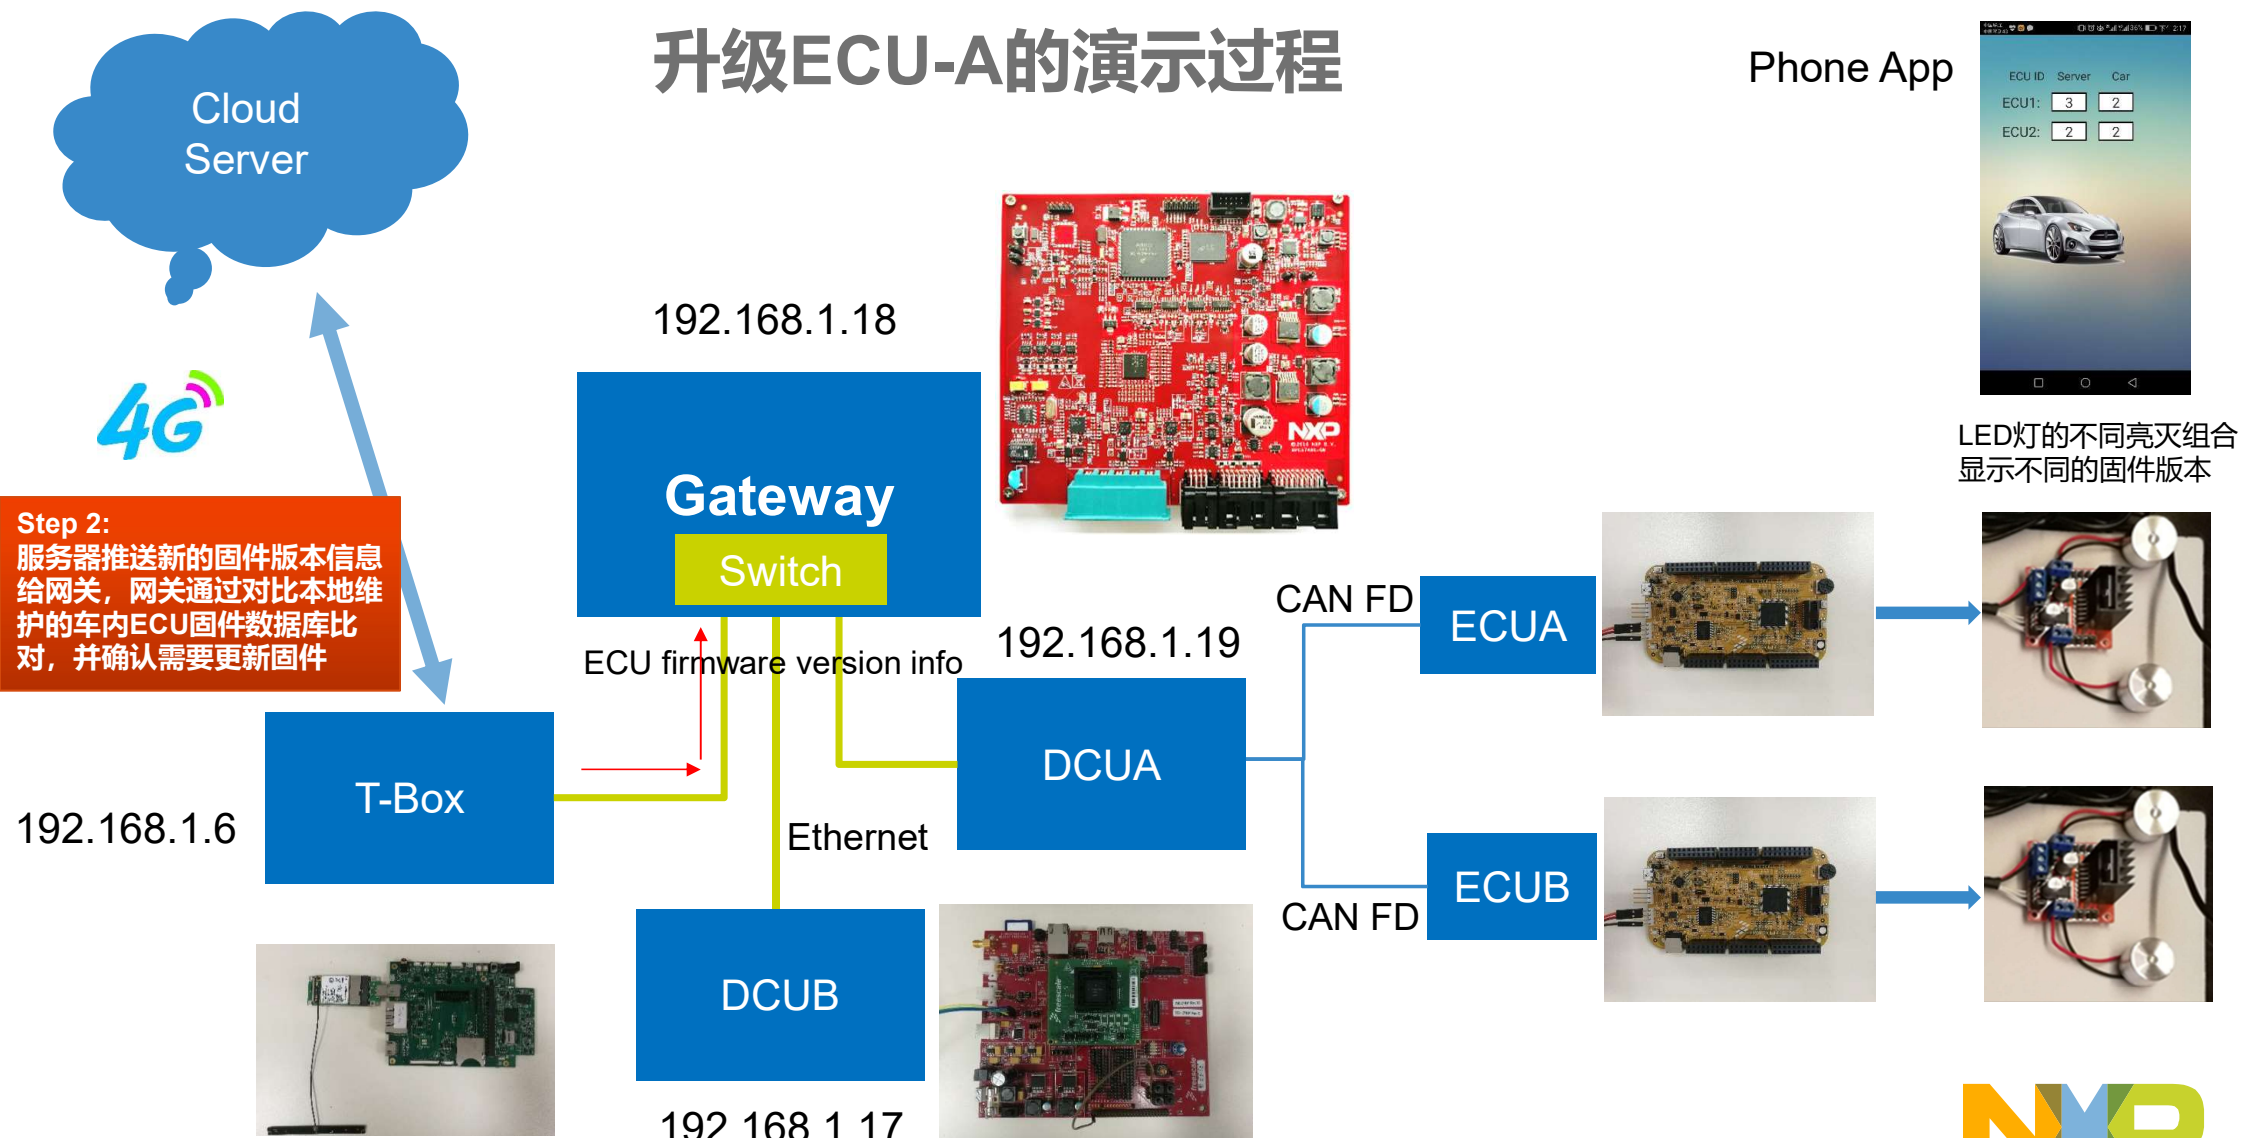 升级ECU-A的演示过程
Cloud
Server
Phone App
ECU ID Server Car
ECU1: 3 2
ECU2: 2 2
4G
192.168.1.18
NXP
LED灯的不同亮灭组合
显示不同的固件版本
Gateway
Switch
Step 2:
服务器推送新的固件版本信息
给网关，网关通过对比本地维
护的车内ECU固件数据库比
对，并确认需要更新固件
ECU firmware version info
192.168.1.19
CAN FD
ECUA
T-Box
192.168.1.6
DCUA
Ethernet
CAN FD
ECUB
DCUB
freescale
192.168.1.17
NXP